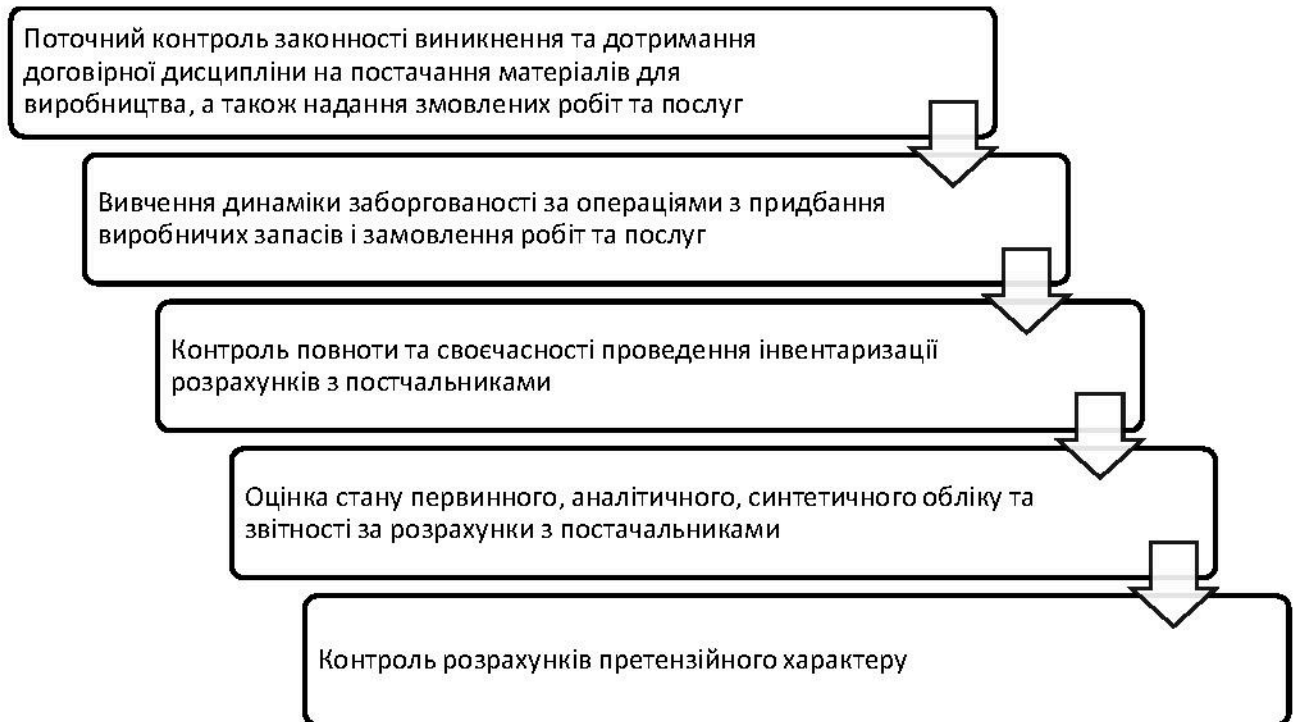 Поточний контроль законності виникнення та дотримання
договірної дисципліни на постачання матеріалів для
виробництва, а також надання змовлених робіт та послуг
Вивчення динаміки заборгованості за операціями з придбання
виробничих запасів і замовлення робіт та послуг
Контроль повноти та своєчасності проведення інвентаризації
розрахунків з постчальниками
Оцінка стану первинного, аналітичного, синтетичного обліку та
звітності за розрахунки з постачальниками
Контроль розрахунків претензійного характеру